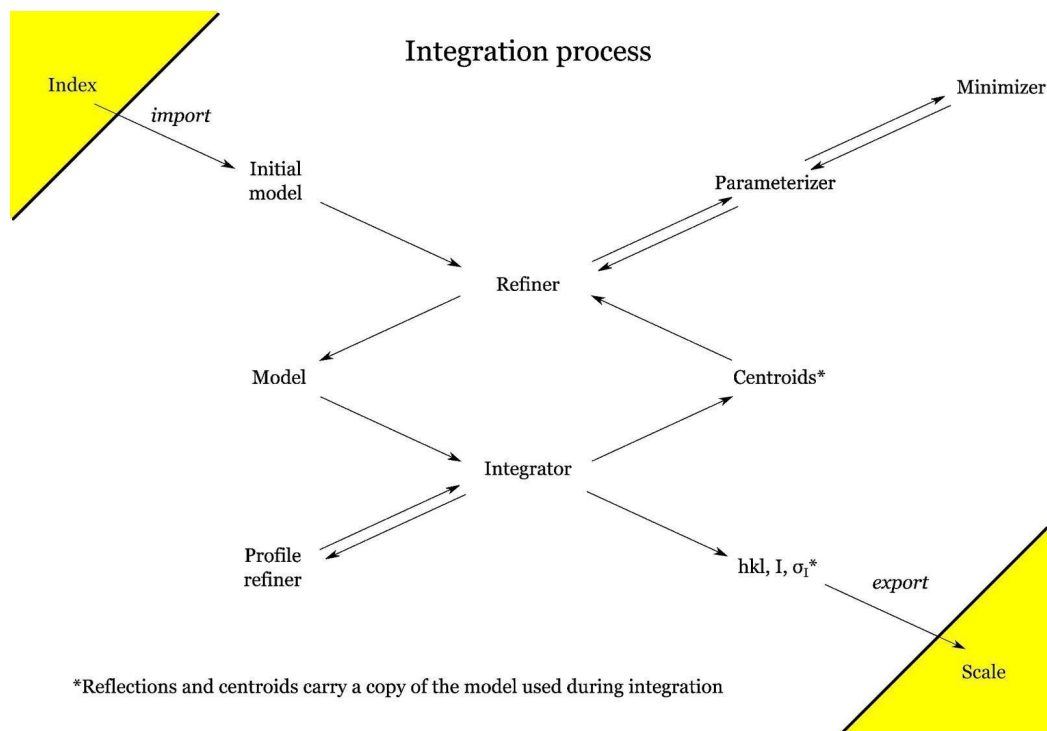 Integration process
Index
Minimizer
import
Initial
model
Parameterizer
Refiner
Model
Centroids*
Integrator
Profile
refiner
hkl, I, σI*
export
Scale
*Reflections and centroids carry a copy of the model used during integration